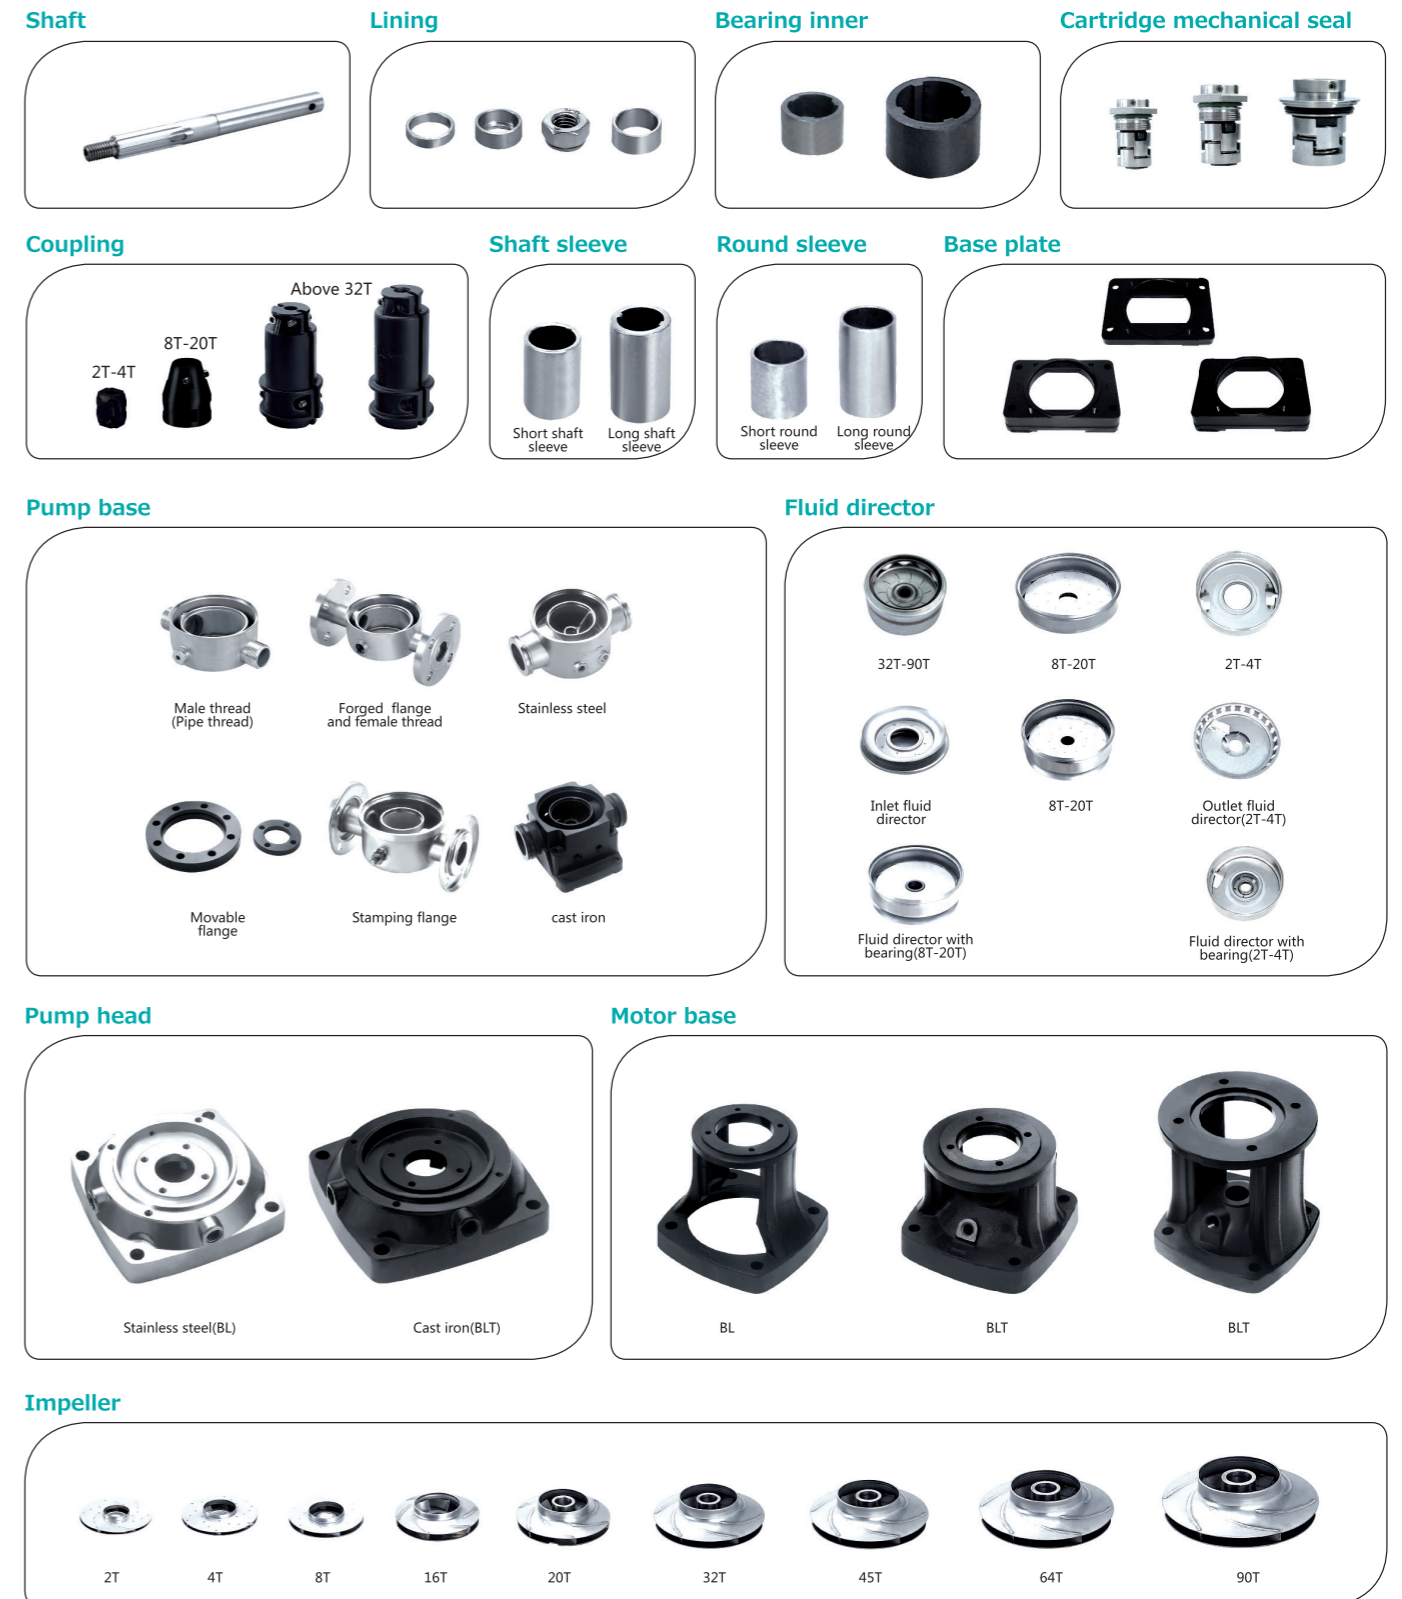 Shaft
Lining
Bearing inner
Cartridge mechanical seal
Coupling
Shaft sleeve
Round sleeve
Base plate
Above 32T
8T-20T
2T-4T
Short shaft
sleeve
Long shaft
sleeve
Short round
sleeve
Long round
sleeve
Pump base
Fluid director
Male thread
(Pipe thread)
Forged flange
and female thread
Stainless steel
Movable
flange
Stamping flange
cast iron
32T-90T
8T-20T
2T-4T
Inlet fluid
director
8T-20T
Outlet fluid
director(2T-4T)
Fluid director with
bearing(8T-20T)
Fluid director with
bearing(2T-4T)
Pump head
Motor base
Stainless steel(BL)
Cast iron(BLT)
BL
BLT
BLT
Impeller
2T
4T
8T
16T
20T
32T
45T
64T
90T